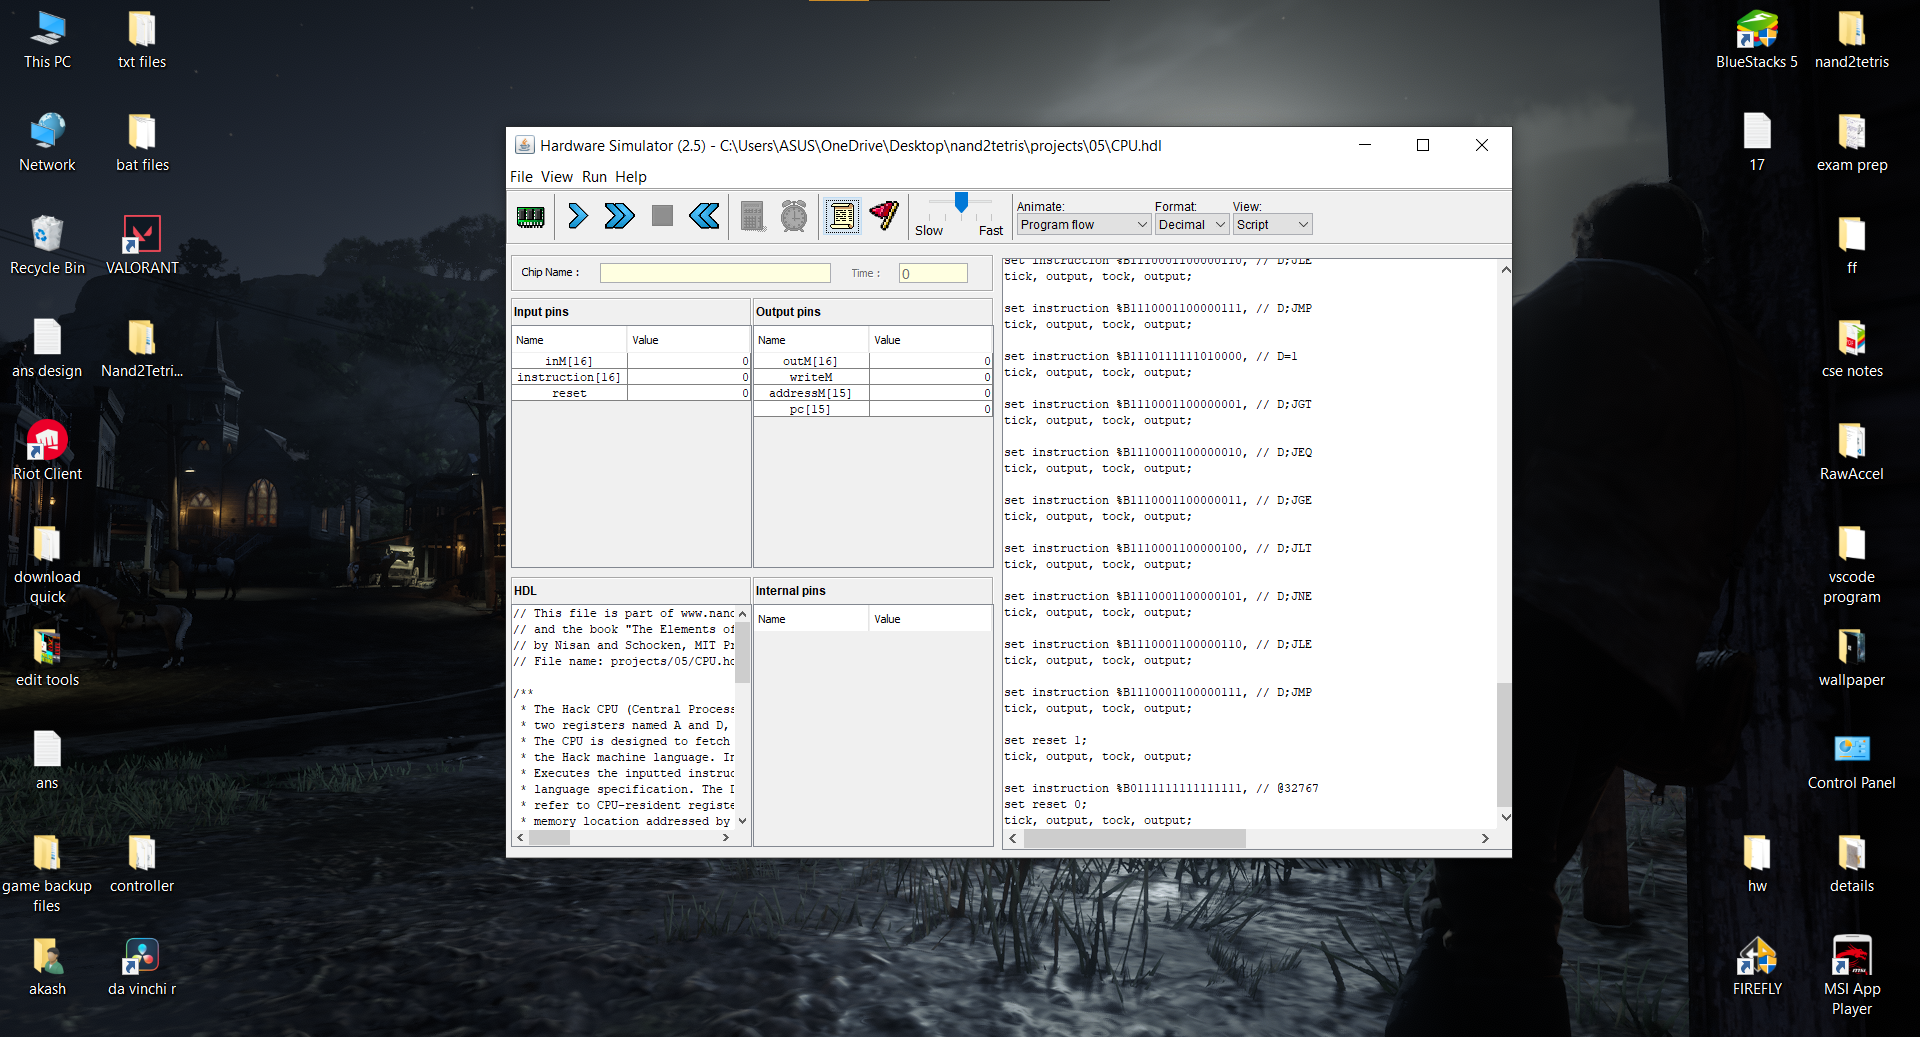 This PC
txt files
Network
bat files
Recycle Bin
VALORANT
ans design
Nand2Tetri...
Riot Client
download
quick
edit tools
ans
game backup
files
controller
akash
da vinchi r
Hardware Simulator (2.5) - C:\Users\ASUS\OneDrive\Desktop\nand2tetris\projects\05\CPU.hdl
File View Run Help
Slow
Fast
Animate:
Program flow
Format:
Decimal
View:
Script
Chip Name :
Time :
0
Input pins
Name Value
inM[16] 0
instruction[16] 0
reset 0
Output pins
Name Value
outM[16] 0
writeM 0
addressM[15] 0
pc[15] 0
HDL
// This file is part of www.nand
// and the book "The Elements of
// by Nisan and Schocken, MIT Pr
// File name: projects/05/CPU.hd
/**
* The Hack CPU (Central Process
* two registers named A and D,
* The CPU is designed to fetch
* the Hack machine language. In
* Executes the inputted instruc
* language specification. The D
* refer to CPU-resident registe
* memory location addressed by
Internal pins
Name Value
set instruction %B1110001100000110, // D;JLE
tick, output, tock, output;
set instruction %B1110001100000111, // D;JMP
tick, output, tock, output;
set instruction %B1110111111010000, // D=1
tick, output, tock, output;
set instruction %B1110001100000001, // D;JGT
tick, output, tock, output;
set instruction %B1110001100000010, // D;JEQ
tick, output, tock, output;
set instruction %B1110001100000011, // D;JGE
tick, output, tock, output;
set instruction %B1110001100000100, // D;JLT
tick, output, tock, output;
set instruction %B1110001100000101, // D;JNE
tick, output, tock, output;
set instruction %B1110001100000110, // D;JLE
tick, output, tock, output;
set instruction %B1110001100000111, // D;JMP
tick, output, tock, output;
set reset 1;
tick, output, tock, output;
set instruction %B0111111111111111, // @32767
set reset 0;
tick, output, tock, output;
BlueStacks 5
nand2tetris
17
exam prep
ff
cse notes
RawAccel
vscode
program
wallpaper
Control Panel
hw
details
FIREFLY
MSI App
Player